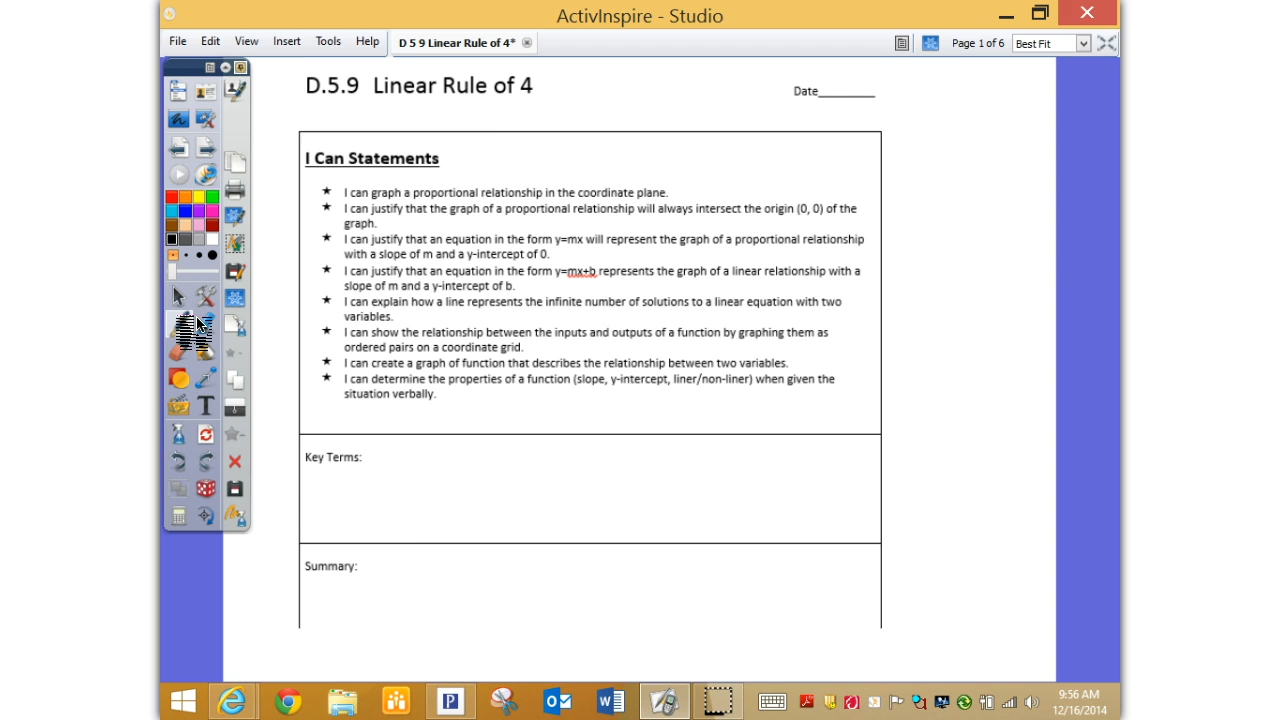 ActivInspire - Studio
File Edit View Insert Tools Help
D 5 9 Linear Rule of 4*
Page 1 of 6
Best Fit
D.5.9 Linear Rule of 4
Date________
I Can Statements
★ I can graph a proportional relationship in the coordinate plane.
★ I can justify that the graph of a proportional relationship will always intersect the origin (0, 0) of the
graph.
★ I can justify that an equation in the form y=mx will represent the graph of a proportional relationship
with a slope of m and a y-intercept of 0.
★ I can justify that an equation in the form y=mx+b represents the graph of a linear relationship with a
slope of m and a y-intercept of b.
★ I can explain how a line represents the infinite number of solutions to a linear equation with two
variables.
★ I can show the relationship between the inputs and outputs of a function by graphing them as
ordered pairs on a coordinate grid.
★ I can create a graph of function that describes the relationship between two variables.
★ I can determine the properties of a function (slope, y-intercept, liner/non-liner) when given the
situation verbally.
Key Terms:
Summary:
9:56 AM
12/16/2014